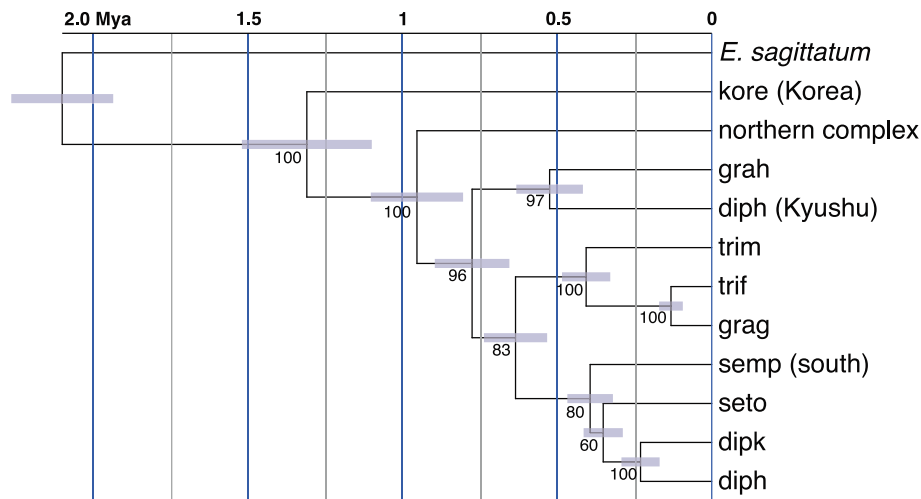 2.0 Mya 1.5 1 0.5 0
E. sagittatum
kore (Korea)
100
northern complex
100
grah
97
diph (Kyushu)
96
trim
100
trif
100
grag
83
semp (south)
80
seto
60
dipk
100
diph